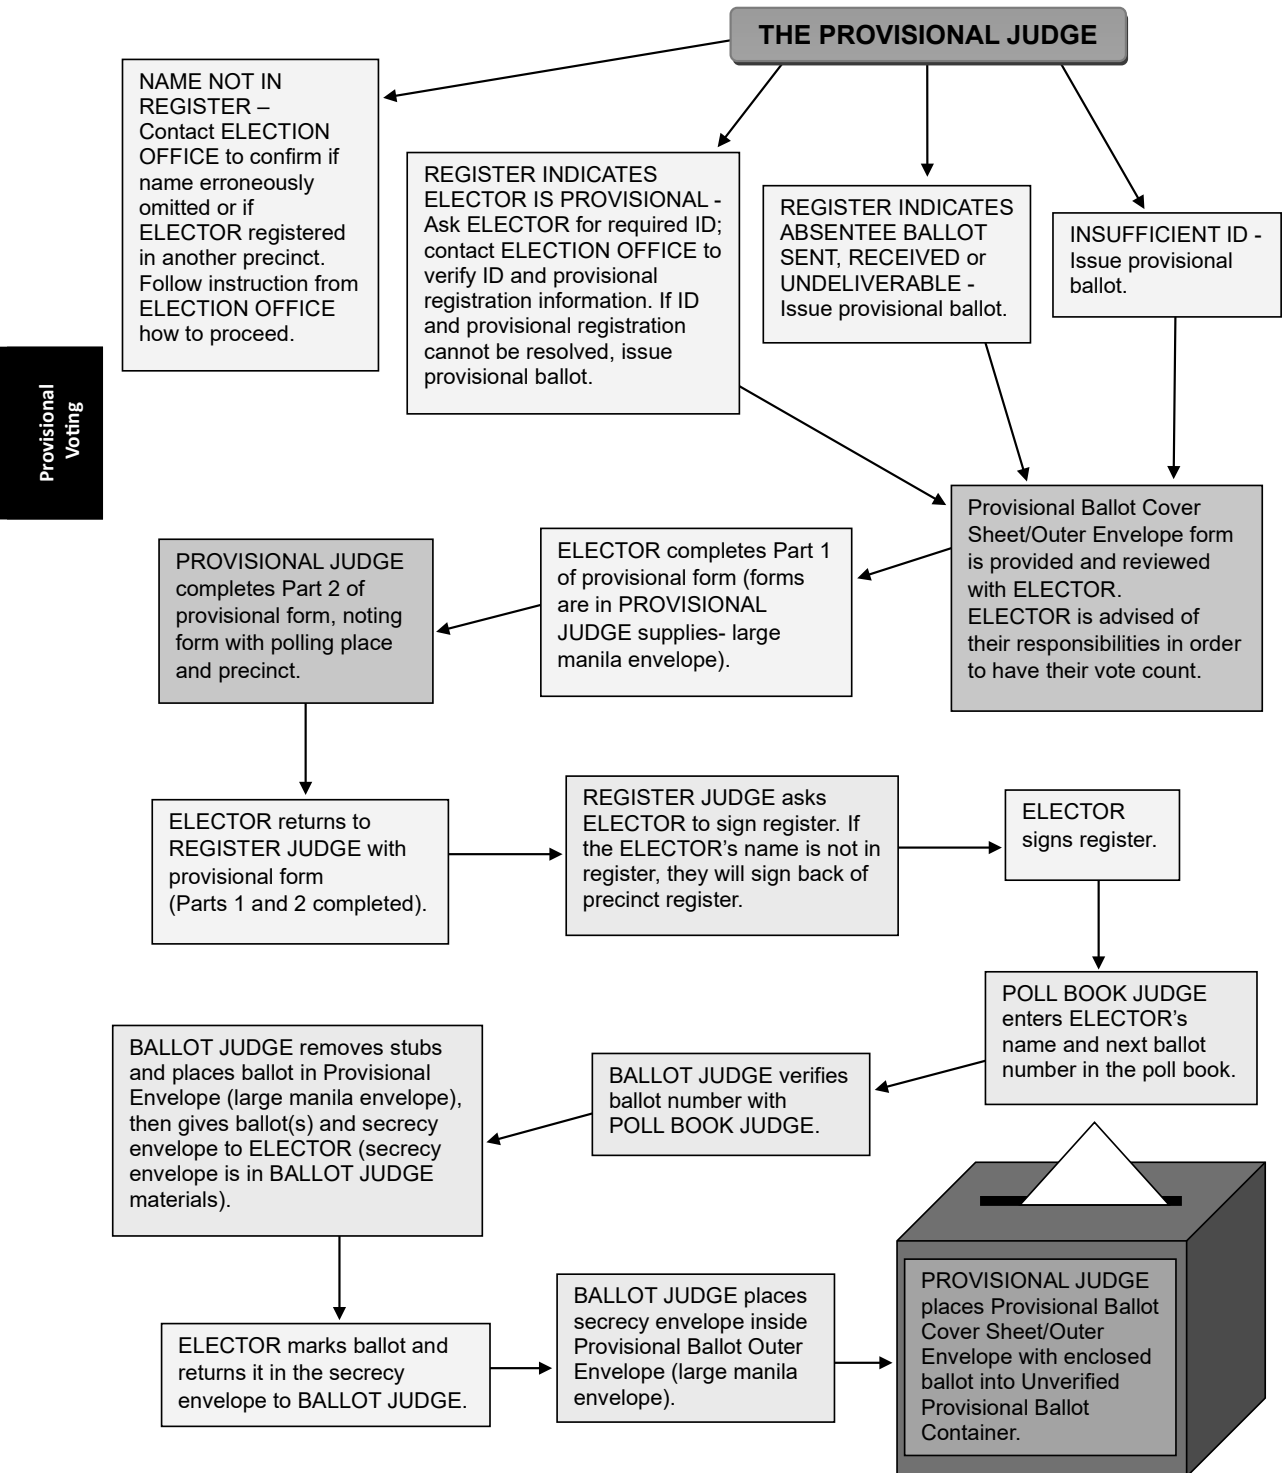 THE PROVISIONAL JUDGE
NAME NOT IN
REGISTER –
Contact ELECTION
OFFICE to confirm if
name erroneously
omitted or if
ELECTOR registered
in another precinct.
Follow instruction from
ELECTION OFFICE
how to proceed.
REGISTER INDICATES
ELECTOR IS PROVISIONAL -
Ask ELECTOR for required ID;
contact ELECTION OFFICE to
verify ID and provisional
registration information. If ID
and provisional registration
cannot be resolved, issue
provisional ballot.
REGISTER INDICATES
ABSENTEE BALLOT
SENT, RECEIVED or
UNDELIVERABLE -
Issue provisional ballot.
INSUFFICIENT ID -
Issue provisional
ballot.
Provisional
Voting
Provisional Ballot Cover
Sheet/Outer Envelope form
is provided and reviewed
with ELECTOR.
ELECTOR is advised of
their responsibilities in order
to have their vote count.
ELECTOR completes Part 1
of provisional form (forms
are in PROVISIONAL
JUDGE supplies- large
manila envelope).
PROVISIONAL JUDGE
completes Part 2 of
provisional form, noting
form with polling place
and precinct.
ELECTOR returns to
REGISTER JUDGE with
provisional form
(Parts 1 and 2 completed).
REGISTER JUDGE asks
ELECTOR to sign register. If
the ELECTOR's name is not in
register, they will sign back of
precinct register.
ELECTOR
signs register.
POLL BOOK JUDGE
enters ELECTOR's
name and next ballot
number in the poll book.
BALLOT JUDGE verifies
ballot number with
POLL BOOK JUDGE.
BALLOT JUDGE removes stubs
and places ballot in Provisional
Envelope (large manila envelope),
then gives ballot(s) and secrecy
envelope to ELECTOR (secrecy
envelope is in BALLOT JUDGE
materials).
ELECTOR marks ballot and
returns it in the secrecy
envelope to BALLOT JUDGE.
BALLOT JUDGE places
secrecy envelope inside
Provisional Ballot Outer
Envelope (large manila
envelope).
PROVISIONAL JUDGE
places Provisional Ballot
Cover Sheet/Outer
Envelope with enclosed
ballot into Unverified
Provisional Ballot
Container.